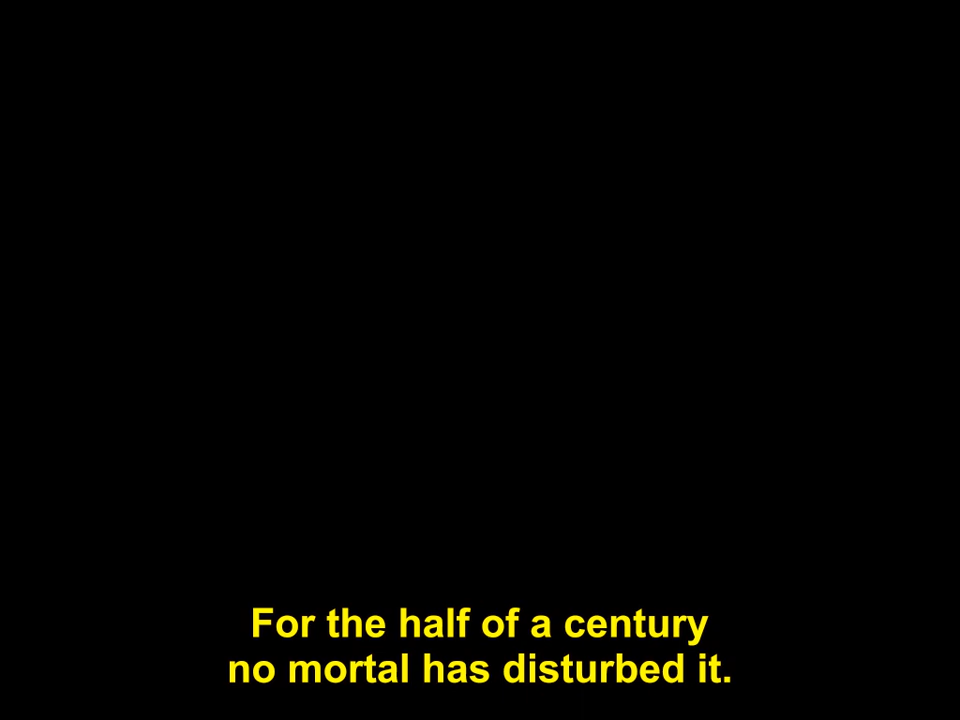 For the half of a century
no mortal has disturbed it.